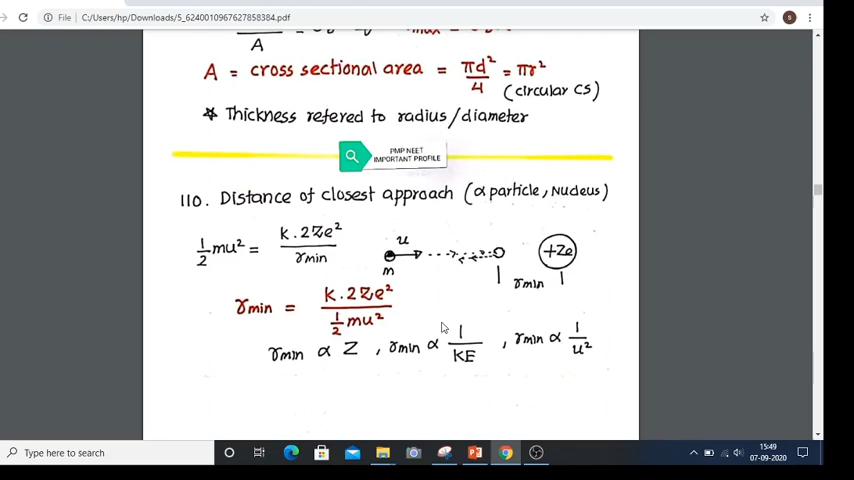 File
C:/Users/hp/Downloads/5_6240010967627858384.pdf
A
A = cross sectional area = πd²/4 = πr²
(circular CS)
* Thickness refered to radius/diameter
PMP NEET
IMPORTANT PROFILE
110. Distance of closest approach (α particle, Nucleus)
1/2 mu² = K.2Ze²/rmin
u
m
+Ze
rmin
rmin = K.2Ze²/(1/2 mu²)
rmin α Z , rmin α 1/KE , rmin α 1/u²
Type here to search
15:49
07-09-2020